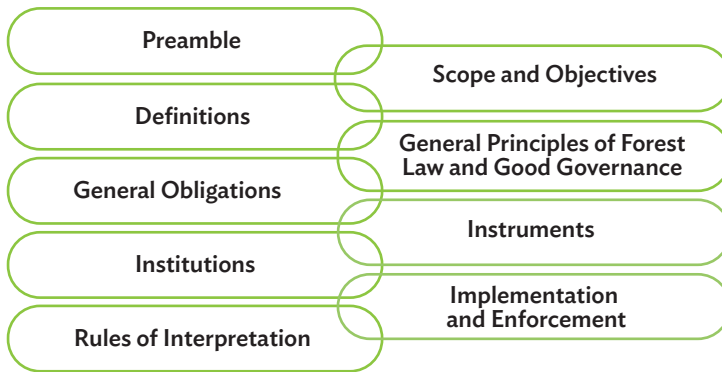 Preamble
Scope and Objectives
Definitions
General Principles of Forest
Law and Good Governance
General Obligations
Instruments
Institutions
Implementation
and Enforcement
Rules of Interpretation